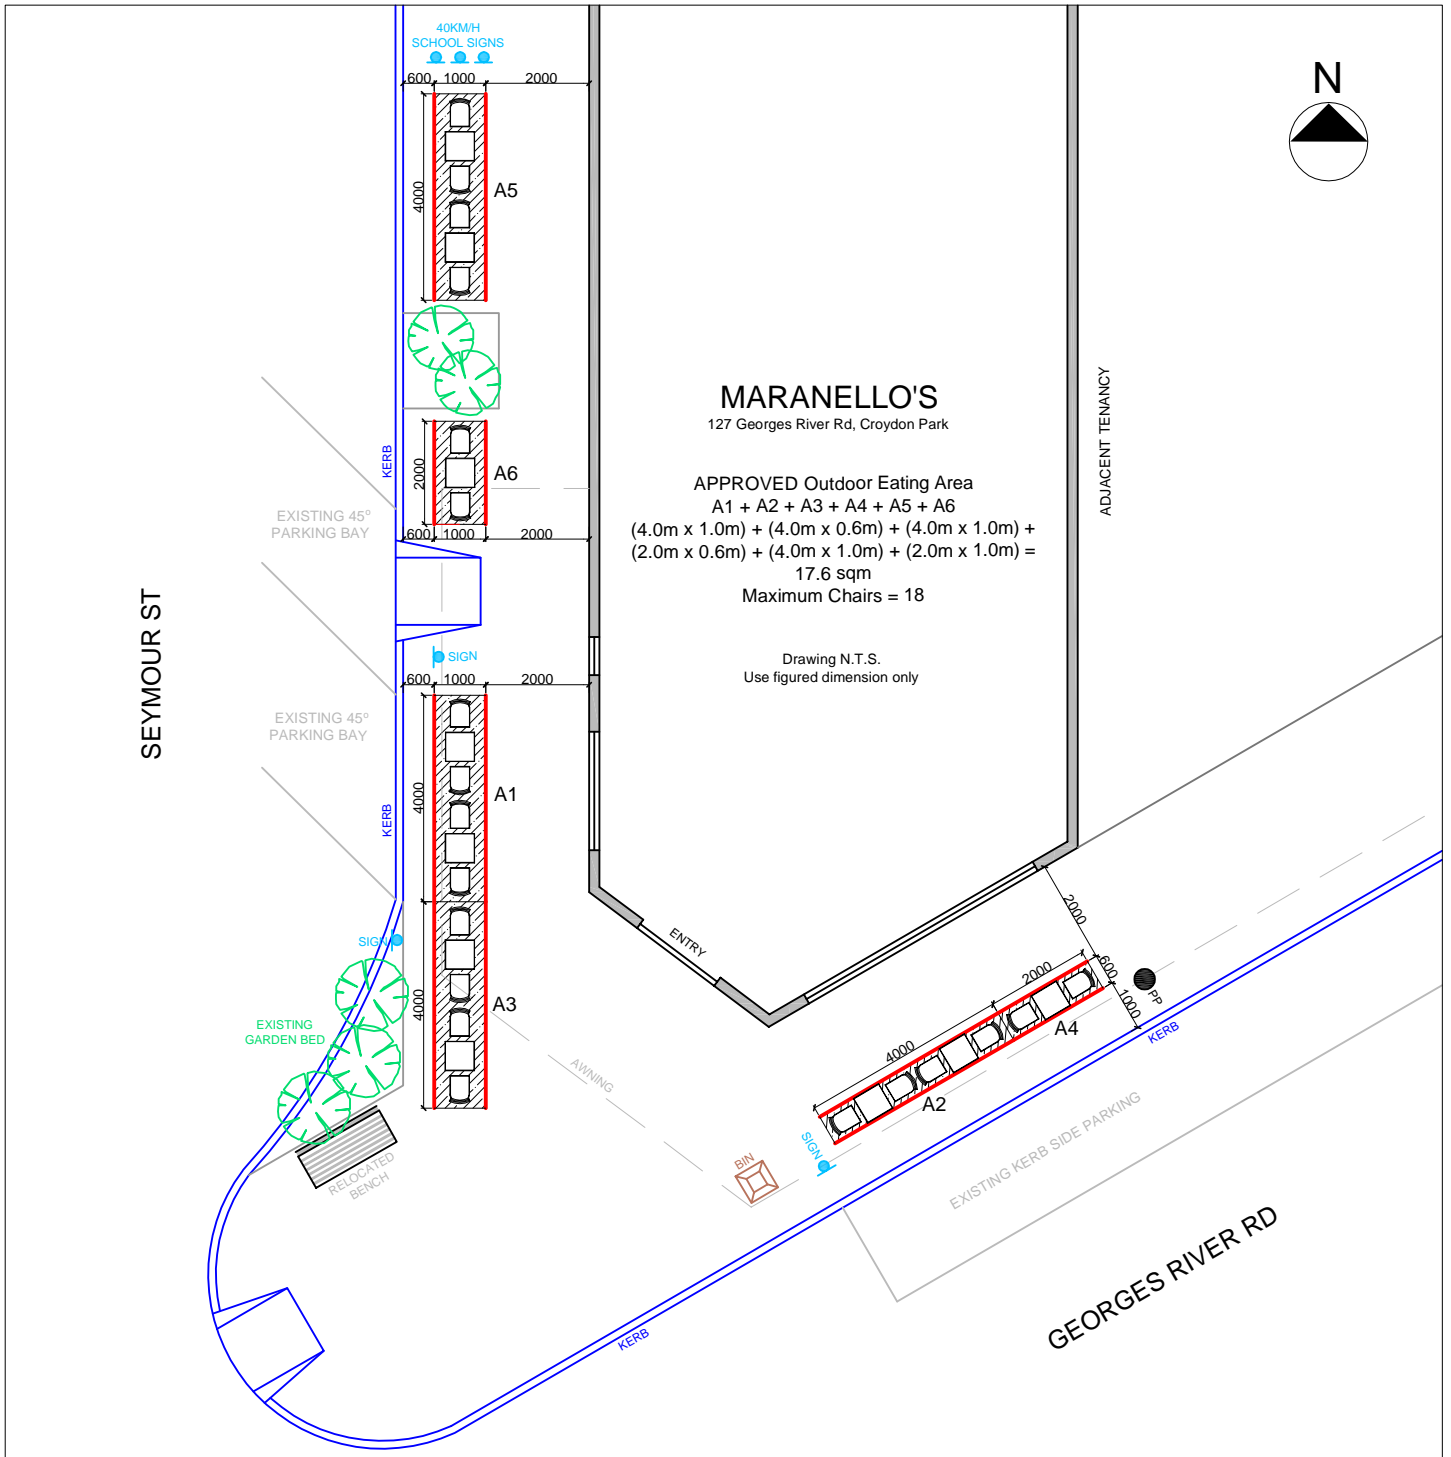 40KM/H
SCHOOL SIGNS
600 1000 2000
N
4000
A5
MARANELLO'S
127 Georges River Rd, Croydon Park
ADJACENT TENANCY
KERB
2000
A6
APPROVED Outdoor Eating Area
A1 + A2 + A3 + A4 + A5 + A6
(4.0m x 1.0m) + (4.0m x 0.6m) + (4.0m x 1.0m) +
(2.0m x 0.6m) + (4.0m x 1.0m) + (2.0m x 1.0m) =
17.6 sqm
Maximum Chairs = 18
EXISTING 45°
PARKING BAY
600 1000 2000
SEYMOUR ST
SIGN
Drawing N.T.S.
Use figured dimension only
600 1000 2000
EXISTING 45°
PARKING BAY
KERB
4000
A1
SIGN
ENTRY
2000
4000
A3
2000
600
1000
PP
EXISTING
GARDEN BED
A4
KERB
4000
A2
AWNING
SIGN
BIN
RELOCATED
BENCH
EXISTING KERB SIDE PARKING
GEORGES RIVER RD
KERB